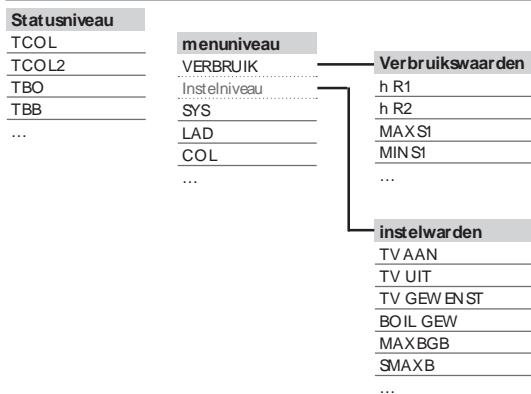 Statusniveau
TCOL
TCOL2
TBO
TBB
…
menuniveau
VERBRUIK
Instelniveau
SYS
LAD
COL
…
Verbruikswaarden
h R1
h R2
MAXS1
MINS1
…
instelwarden
TV AAN
TV UIT
TV GEWENST
BOIL GEW
MAXBGB
SMAXB
…